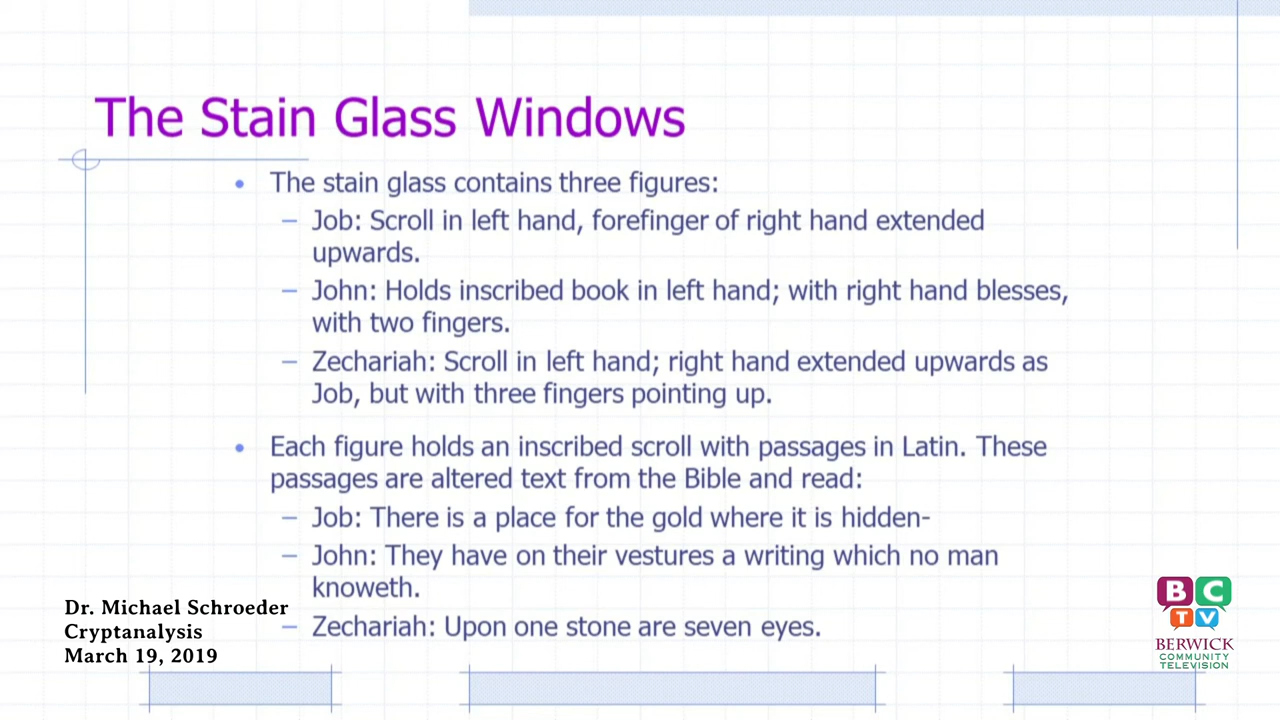 The Stain Glass Windows
• The stain glass contains three figures:
– Job: Scroll in left hand, forefinger of right hand extended
upwards.
– John: Holds inscribed book in left hand; with right hand blesses,
with two fingers.
– Zechariah: Scroll in left hand; right hand extended upwards as
Job, but with three fingers pointing up.
• Each figure holds an inscribed scroll with passages in Latin. These
passages are altered text from the Bible and read:
– Job: There is a place for the gold where it is hidden-
– John: They have on their vestures a writing which no man
knoweth.
– Zechariah: Upon one stone are seven eyes.
Dr. Michael Schroeder
Cryptanalysis
March 19, 2019
BC
TV
BERWICK
COMMUNITY
TELEVISION